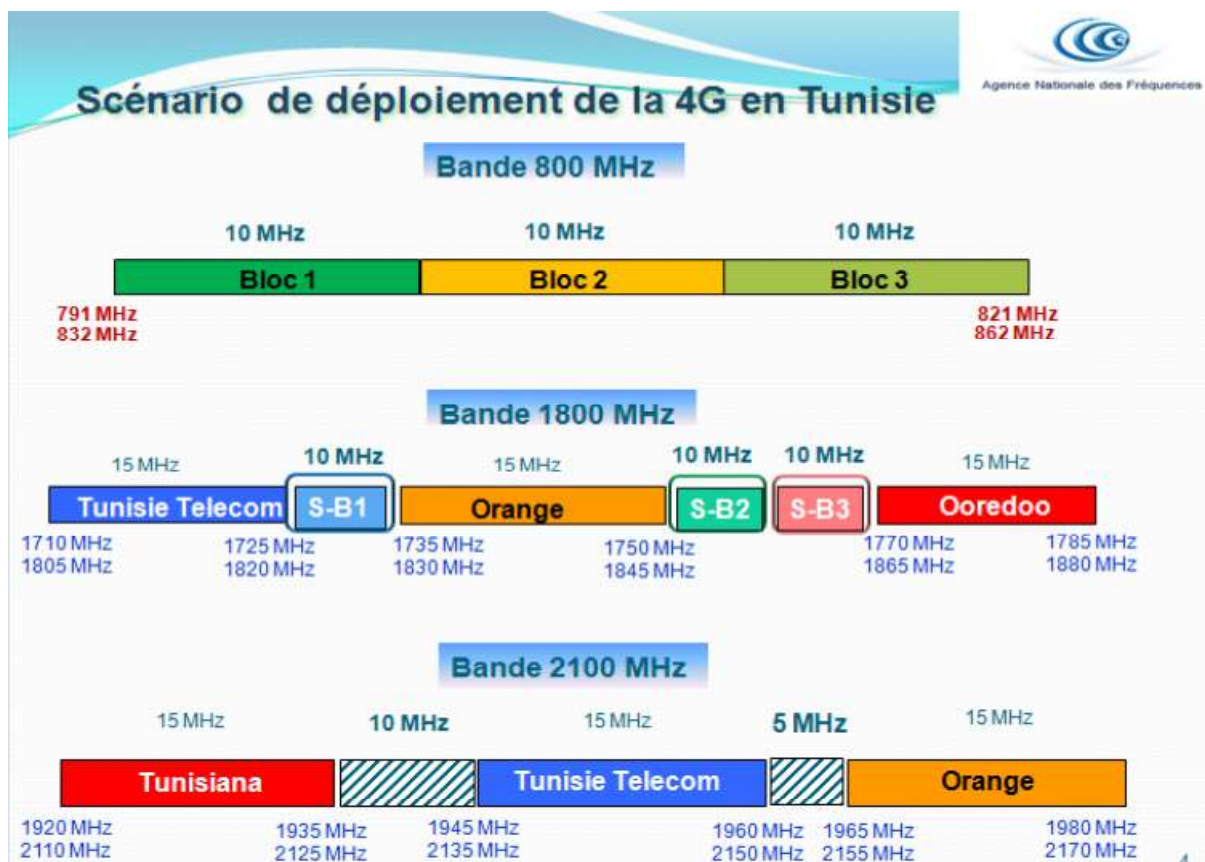 Agence Nationale des Fréquences
Scénario de déploiement de la 4G en Tunisie
Bande 800 MHz
10 MHz 10 MHz 10 MHz
Bloc 1 Bloc 2 Bloc 3
791 MHz 821 MHz
832 MHz 862 MHz
Bande 1800 MHz
15 MHz 10 MHz 15 MHz 10 MHz 10 MHz 15 MHz
Tunisie Telecom S-B1 Orange S-B2 S-B3 Ooredoo
1710 MHz 1725 MHz 1735 MHz 1750 MHz 1770 MHz 1785 MHz
1805 MHz 1820 MHz 1830 MHz 1845 MHz 1865 MHz 1880 MHz
Bande 2100 MHz
15 MHz 10 MHz 15 MHz 5 MHz 15 MHz
Tunisiana Tunisie Telecom Orange
1920 MHz 1935 MHz 1945 MHz 1960 MHz 1965 MHz 1980 MHz
2110 MHz 2125 MHz 2135 MHz 2150 MHz 2155 MHz 2170 MHz